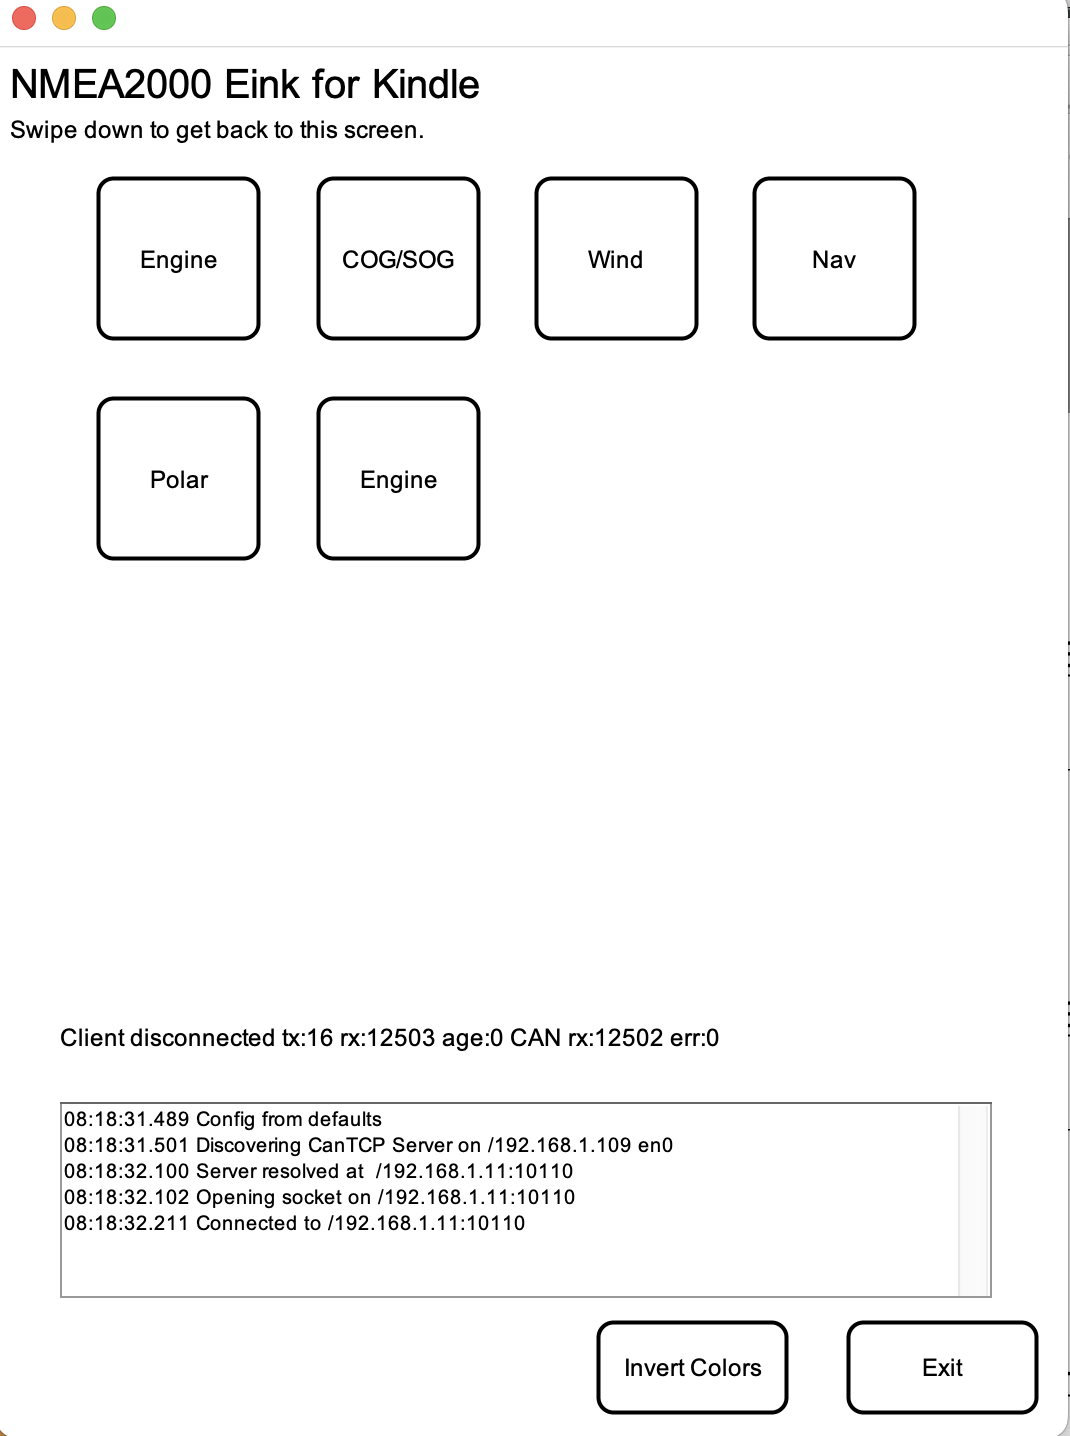 NMEA2000 Eink for Kindle
Swipe down to get back to this screen.
Engine
COG/SOG
Wind
Nav
Polar
Engine
Client disconnected tx:16 rx:12503 age:0 CAN rx:12502 err:0
08:18:31.489 Config from defaults
08:18:31.501 Discovering CanTCP Server on /192.168.1.109 en0
08:18:32.100 Server resolved at  /192.168.1.11:10110
08:18:32.102 Opening socket on /192.168.1.11:10110
08:18:32.211 Connected to /192.168.1.11:10110
Invert Colors
Exit